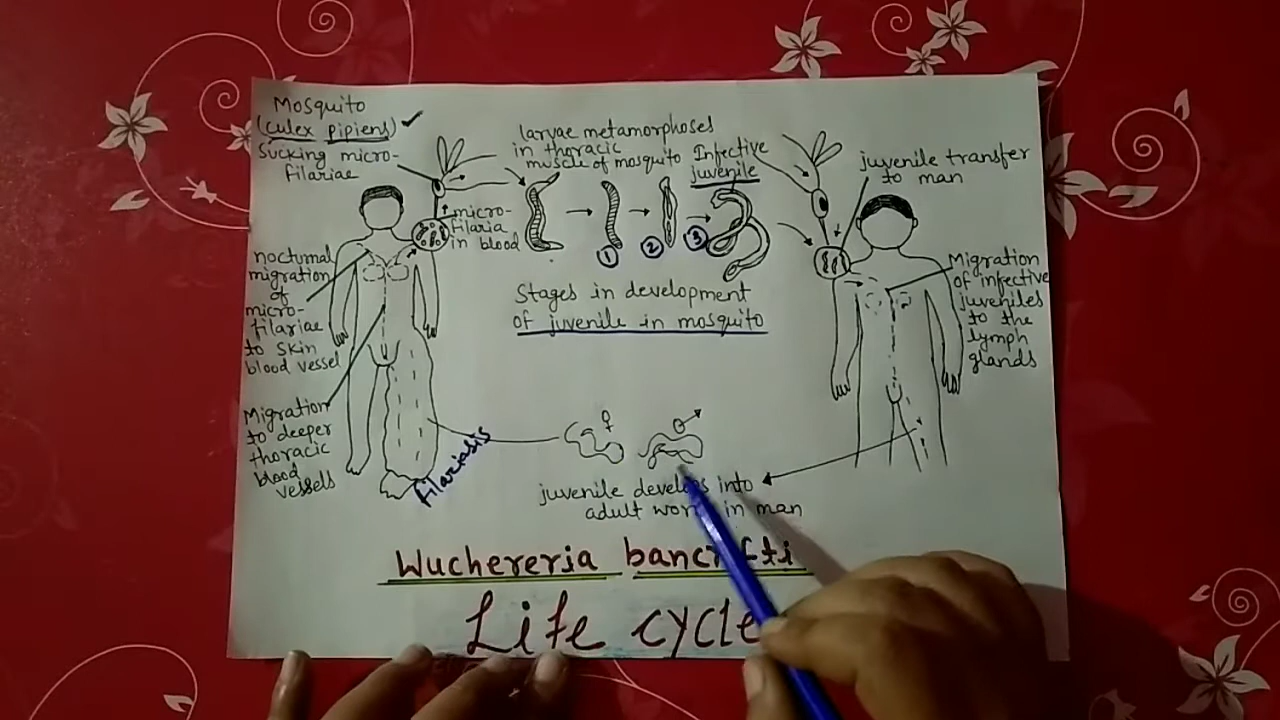 Mosquito
(Culex pipiens) ✓
Sucking micro-
filariae
micro-
filaria
in blood
nocturnal
migration
of
micro-
filariae
to skin
blood vessel
Migration
to deeper
thoracic
blood
vessels
filariasis
larvae metamorphoses
in thoracic
muscle of mosquito
Infective
juvenile
1
2
3
Stages in development
of juvenile in mosquito
juvenile transfer
to man
Migration
of infective
juveniles
to the
lymph
glands
♀
♂
juvenile develops into
adult worm in man
Wuchereria bancrofti
Life cycle